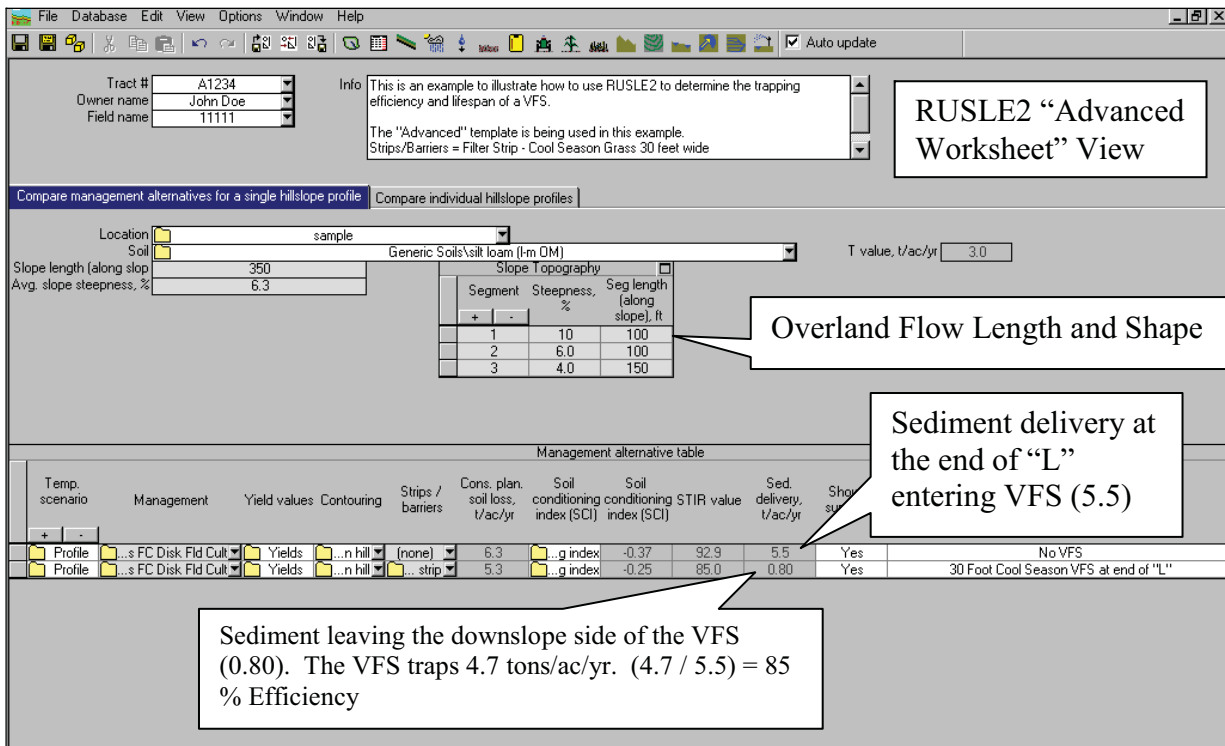 File Database Edit View Options Window Help
Auto update
Tract # A1234
Owner name John Doe
Field name 11111
Info This is an example to illustrate how to use RUSLE2 to determine the trapping
efficiency and lifespan of a VFS.
The "Advanced" template is being used in this example.
Strips/Barriers = Filter Strip - Cool Season Grass 30 feet wide
RUSLE2 “Advanced
Worksheet” View
Compare management alternatives for a single hillslope profile Compare individual hillslope profiles
Location sample
Soil Generic Soils\silt loam (l-m OM)
T value, t/ac/yr 3.0
Slope length (along slop 350
Avg. slope steepness, % 6.3
Slope Topography
Segment Steepness, % Seg length (along slope), ft
+ -
1 10 100
2 6.0 100
3 4.0 150
Overland Flow Length and Shape
Sediment delivery at
the end of “L”
entering VFS (5.5)
Management alternative table
Temp. scenario Management Yield values Contouring Strips / barriers Cons. plan. soil loss, t/ac/yr Soil conditioning index (SCI) Soil conditioning index (SCI) STIR value Sed. delivery, t/ac/yr Sho su
+ -
Profile ...s FC Disk Fld Cult Yields ...n hill (none) 6.3 ...g index -0.37 92.9 5.5 Yes No VFS
Profile ...s FC Disk Fld Cult Yields ...n hill ... strip 5.3 ...g index -0.25 85.0 0.80 Yes 30 Foot Cool Season VFS at end of "L"
Sediment leaving the downslope side of the VFS
(0.80). The VFS traps 4.7 tons/ac/yr. (4.7 / 5.5) = 85
% Efficiency